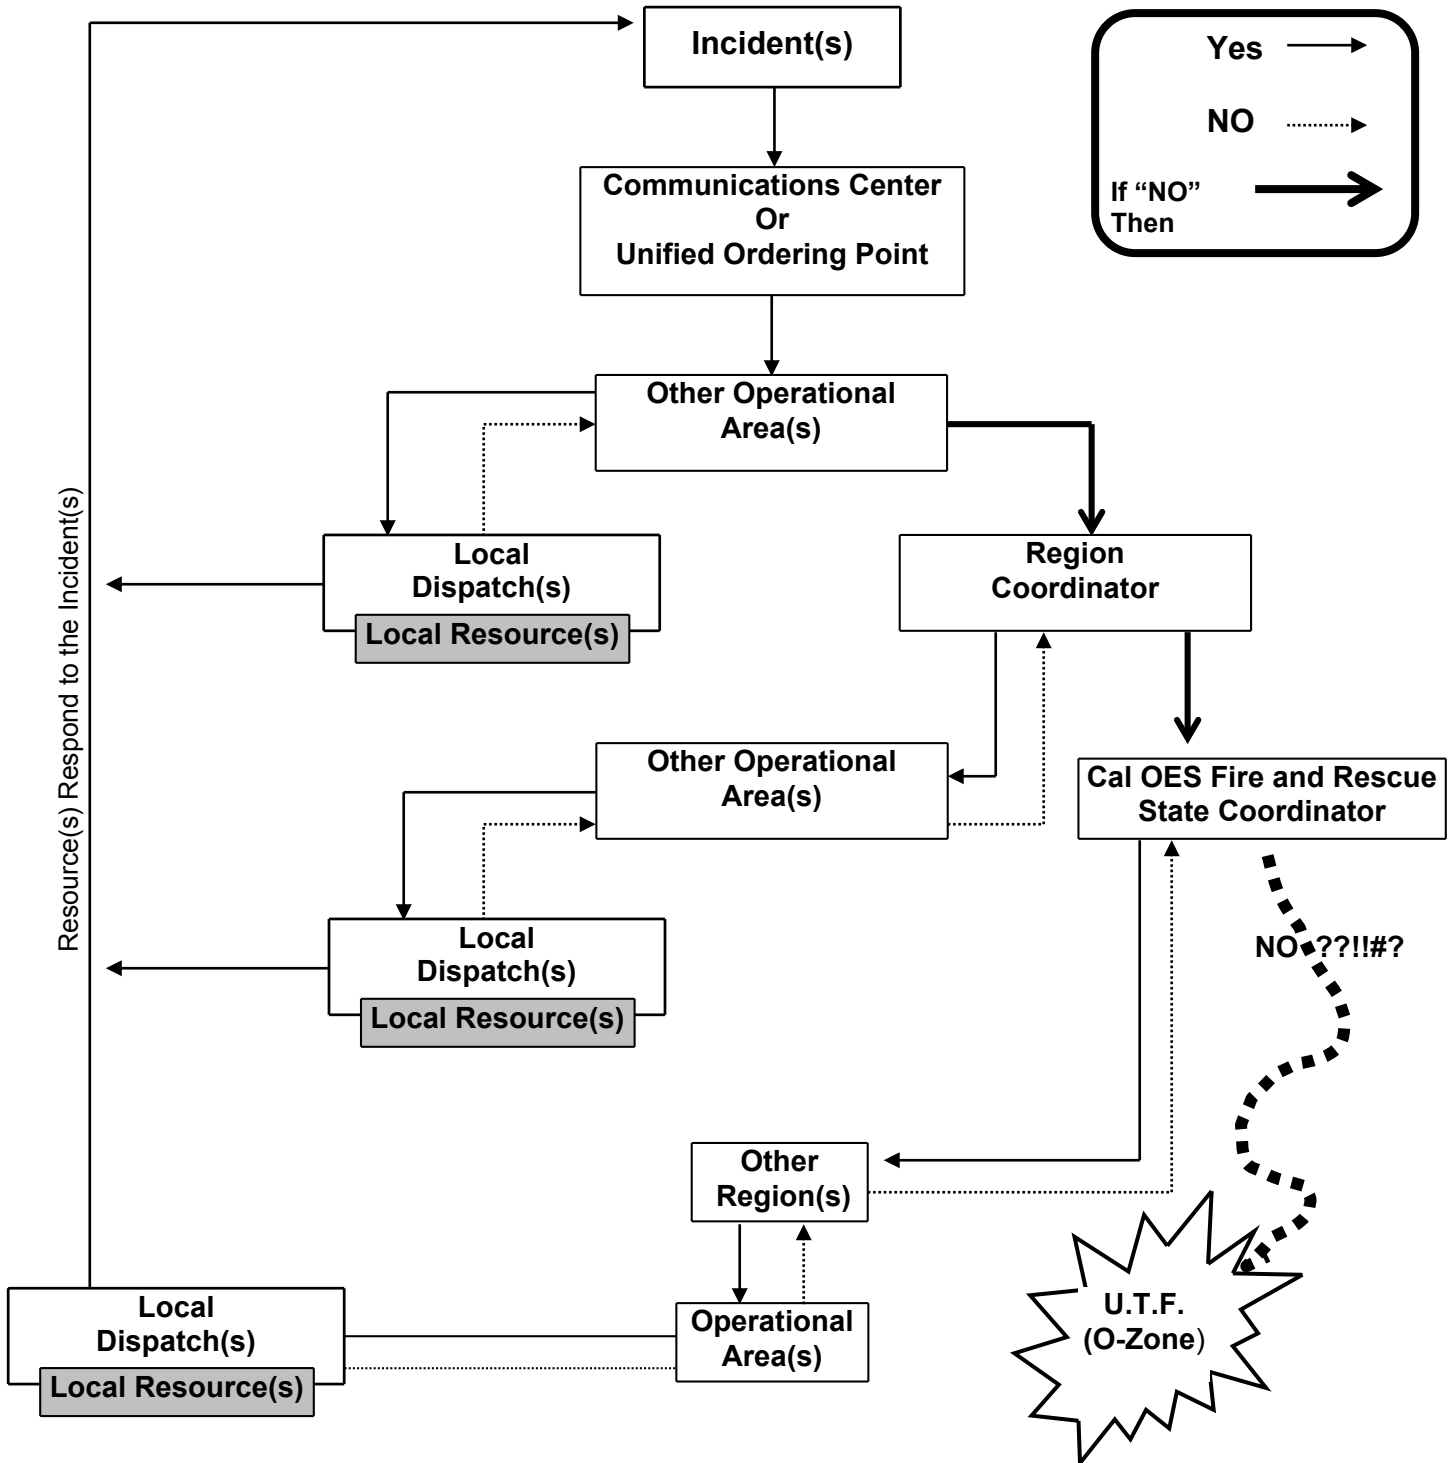 Incident(s)
Yes
NO
If “NO”
Then
Communications Center
Or
Unified Ordering Point
Other Operational
Area(s)
Local
Dispatch(s)
Local Resource(s)
Region
Coordinator
Resource(s) Respond to the Incident(s)
Other Operational
Area(s)
Cal OES Fire and Rescue
State Coordinator
Local
Dispatch(s)
Local Resource(s)
NO ??!!#?
Other
Region(s)
Local
Dispatch(s)
Local Resource(s)
Operational
Area(s)
U.T.F.
(O-Zone)